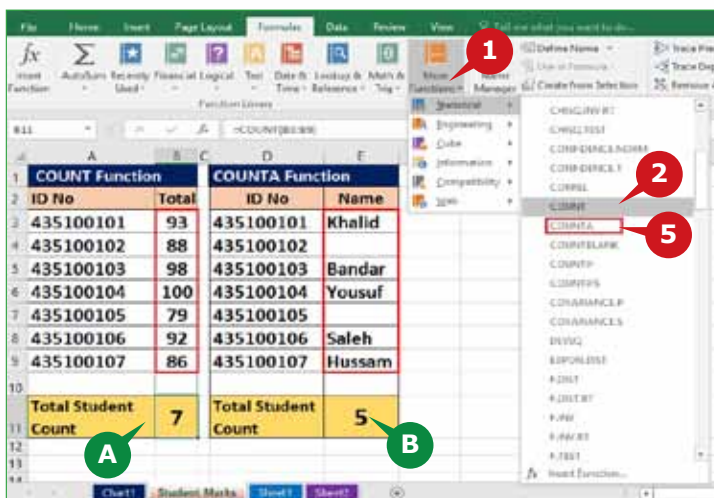 File Home Insert Page Layout Formulas Data Review View Tell me what you want to do...
fx Insert Function
AutoSum Recently Used Financial Logical Text Date & Time Lookup & Reference Math & Trig
More Functions
Name Manager
Define Name
Use in Formula
Create from Selection
Trace Pre
Trace Dep
Remove
Function Library
1
B11 fx =COUNT(B3:B9)
A B C D E
1 COUNT Function COUNTA Function
2 ID No Total ID No Name
3 435100101 93 435100101 Khalid
4 435100102 88 435100102
5 435100103 98 435100103 Bandar
6 435100104 100 435100104 Yousuf
7 435100105 79 435100105
8 435100106 92 435100106 Saleh
9 435100107 86 435100107 Hussam
10
11 Total Student Count 7 Total Student Count 5
A
B
12
13
14
Statistical
Engineering
Cube
Information
Compatibility
Web
CHISQ.INV.RT
CHISQ.TEST
CONFIDENCE.NORM
CONFIDENCE.T
CORREL
2
COUNT
COUNTA
5
COUNTBLANK
COUNTIF
COUNTIFS
COVARIANCE.P
COVARIANCE.S
DEVSQ
EXPON.DIST
F.DIST
F.DIST.RT
F.INV
F.INV.RT
F.TEST
fx Insert Function...
Chart1 Student Marks Sheet1 Sheet2